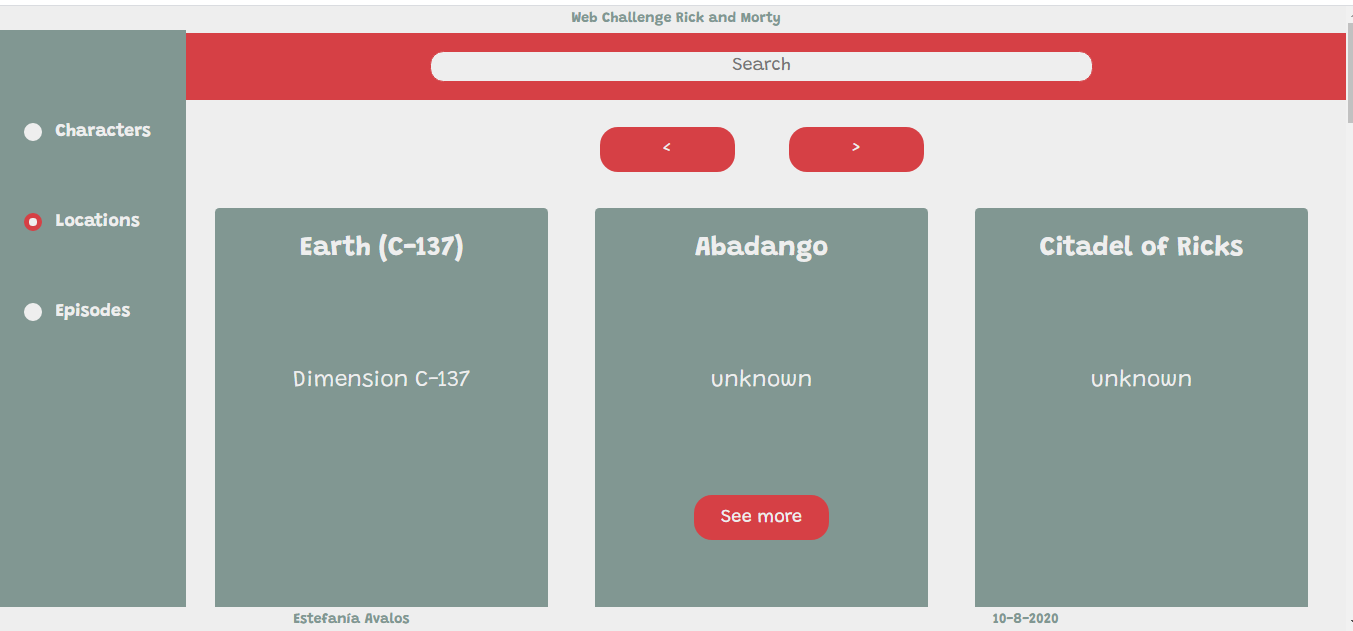 Web Challenge Rick and Morty
Search
Characters
Locations
Episodes
< >
Earth (C-137)
Dimension C-137
Abadango
unknown
See more
Citadel of Ricks
unknown
Estefanía Avalos
10-8-2020